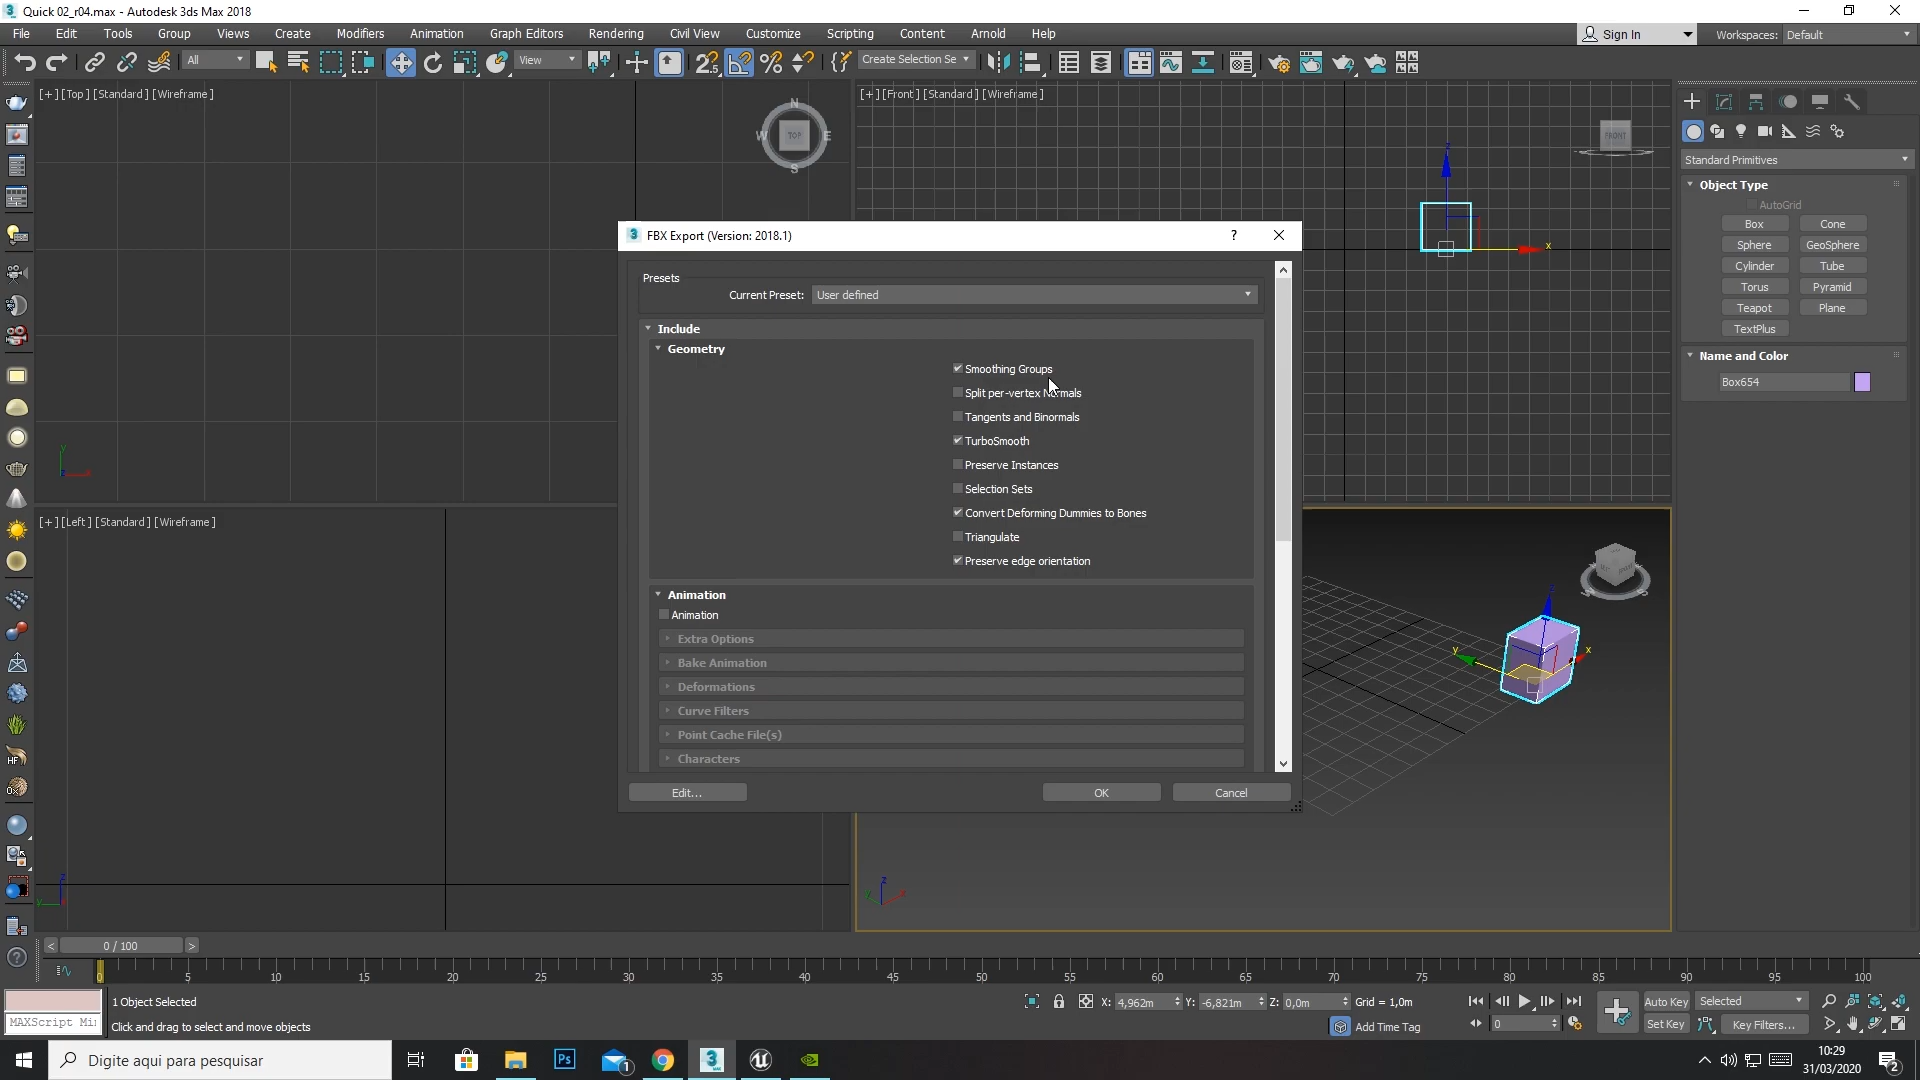 Quick 02_r04.max - Autodesk 3ds Max 2018
File Edit Tools Group Views Create Modifiers Animation Graph Editors Rendering Civil View Customize Scripting Content Arnold Help
Sign In Workspaces: Default
All View Create Selection Se
[+] [Top] [Standard] [Wireframe]
N
W TOP E
S
[+] [Front] [Standard] [Wireframe]
FRONT
z
x
Standard Primitives
Object Type
AutoGrid
Box Cone
Sphere GeoSphere
Cylinder Tube
Torus Pyramid
Teapot Plane
TextPlus
Name and Color
Box654
FBX Export (Version: 2018.1) ?
Presets
Current Preset: User defined
Include
Geometry
Smoothing Groups
Split per-vertex Normals
Tangents and Binormals
TurboSmooth
Preserve Instances
Selection Sets
Convert Deforming Dummies to Bones
Triangulate
Preserve edge orientation
Animation
Animation
Extra Options
Bake Animation
Deformations
Curve Filters
Point Cache File(s)
Characters
Edit... OK Cancel
[+] [Left] [Standard] [Wireframe]
y x
z
y
z
x
z
y
x
< 0 / 100 >
0 5 10 15 20 25 30 35 40 45 50 55 60 65 70 75 80 85 90 95 100
1 Object Selected
MAXScript Mi
Click and drag to select and move objects
X: 4,962m Y: -6,821m Z: 0,0m Grid = 1,0m
Add Time Tag
0
Auto Key Selected
Set Key Key Filters...
Digite aqui para pesquisar
Ps
1
10:29
31/03/2020
2